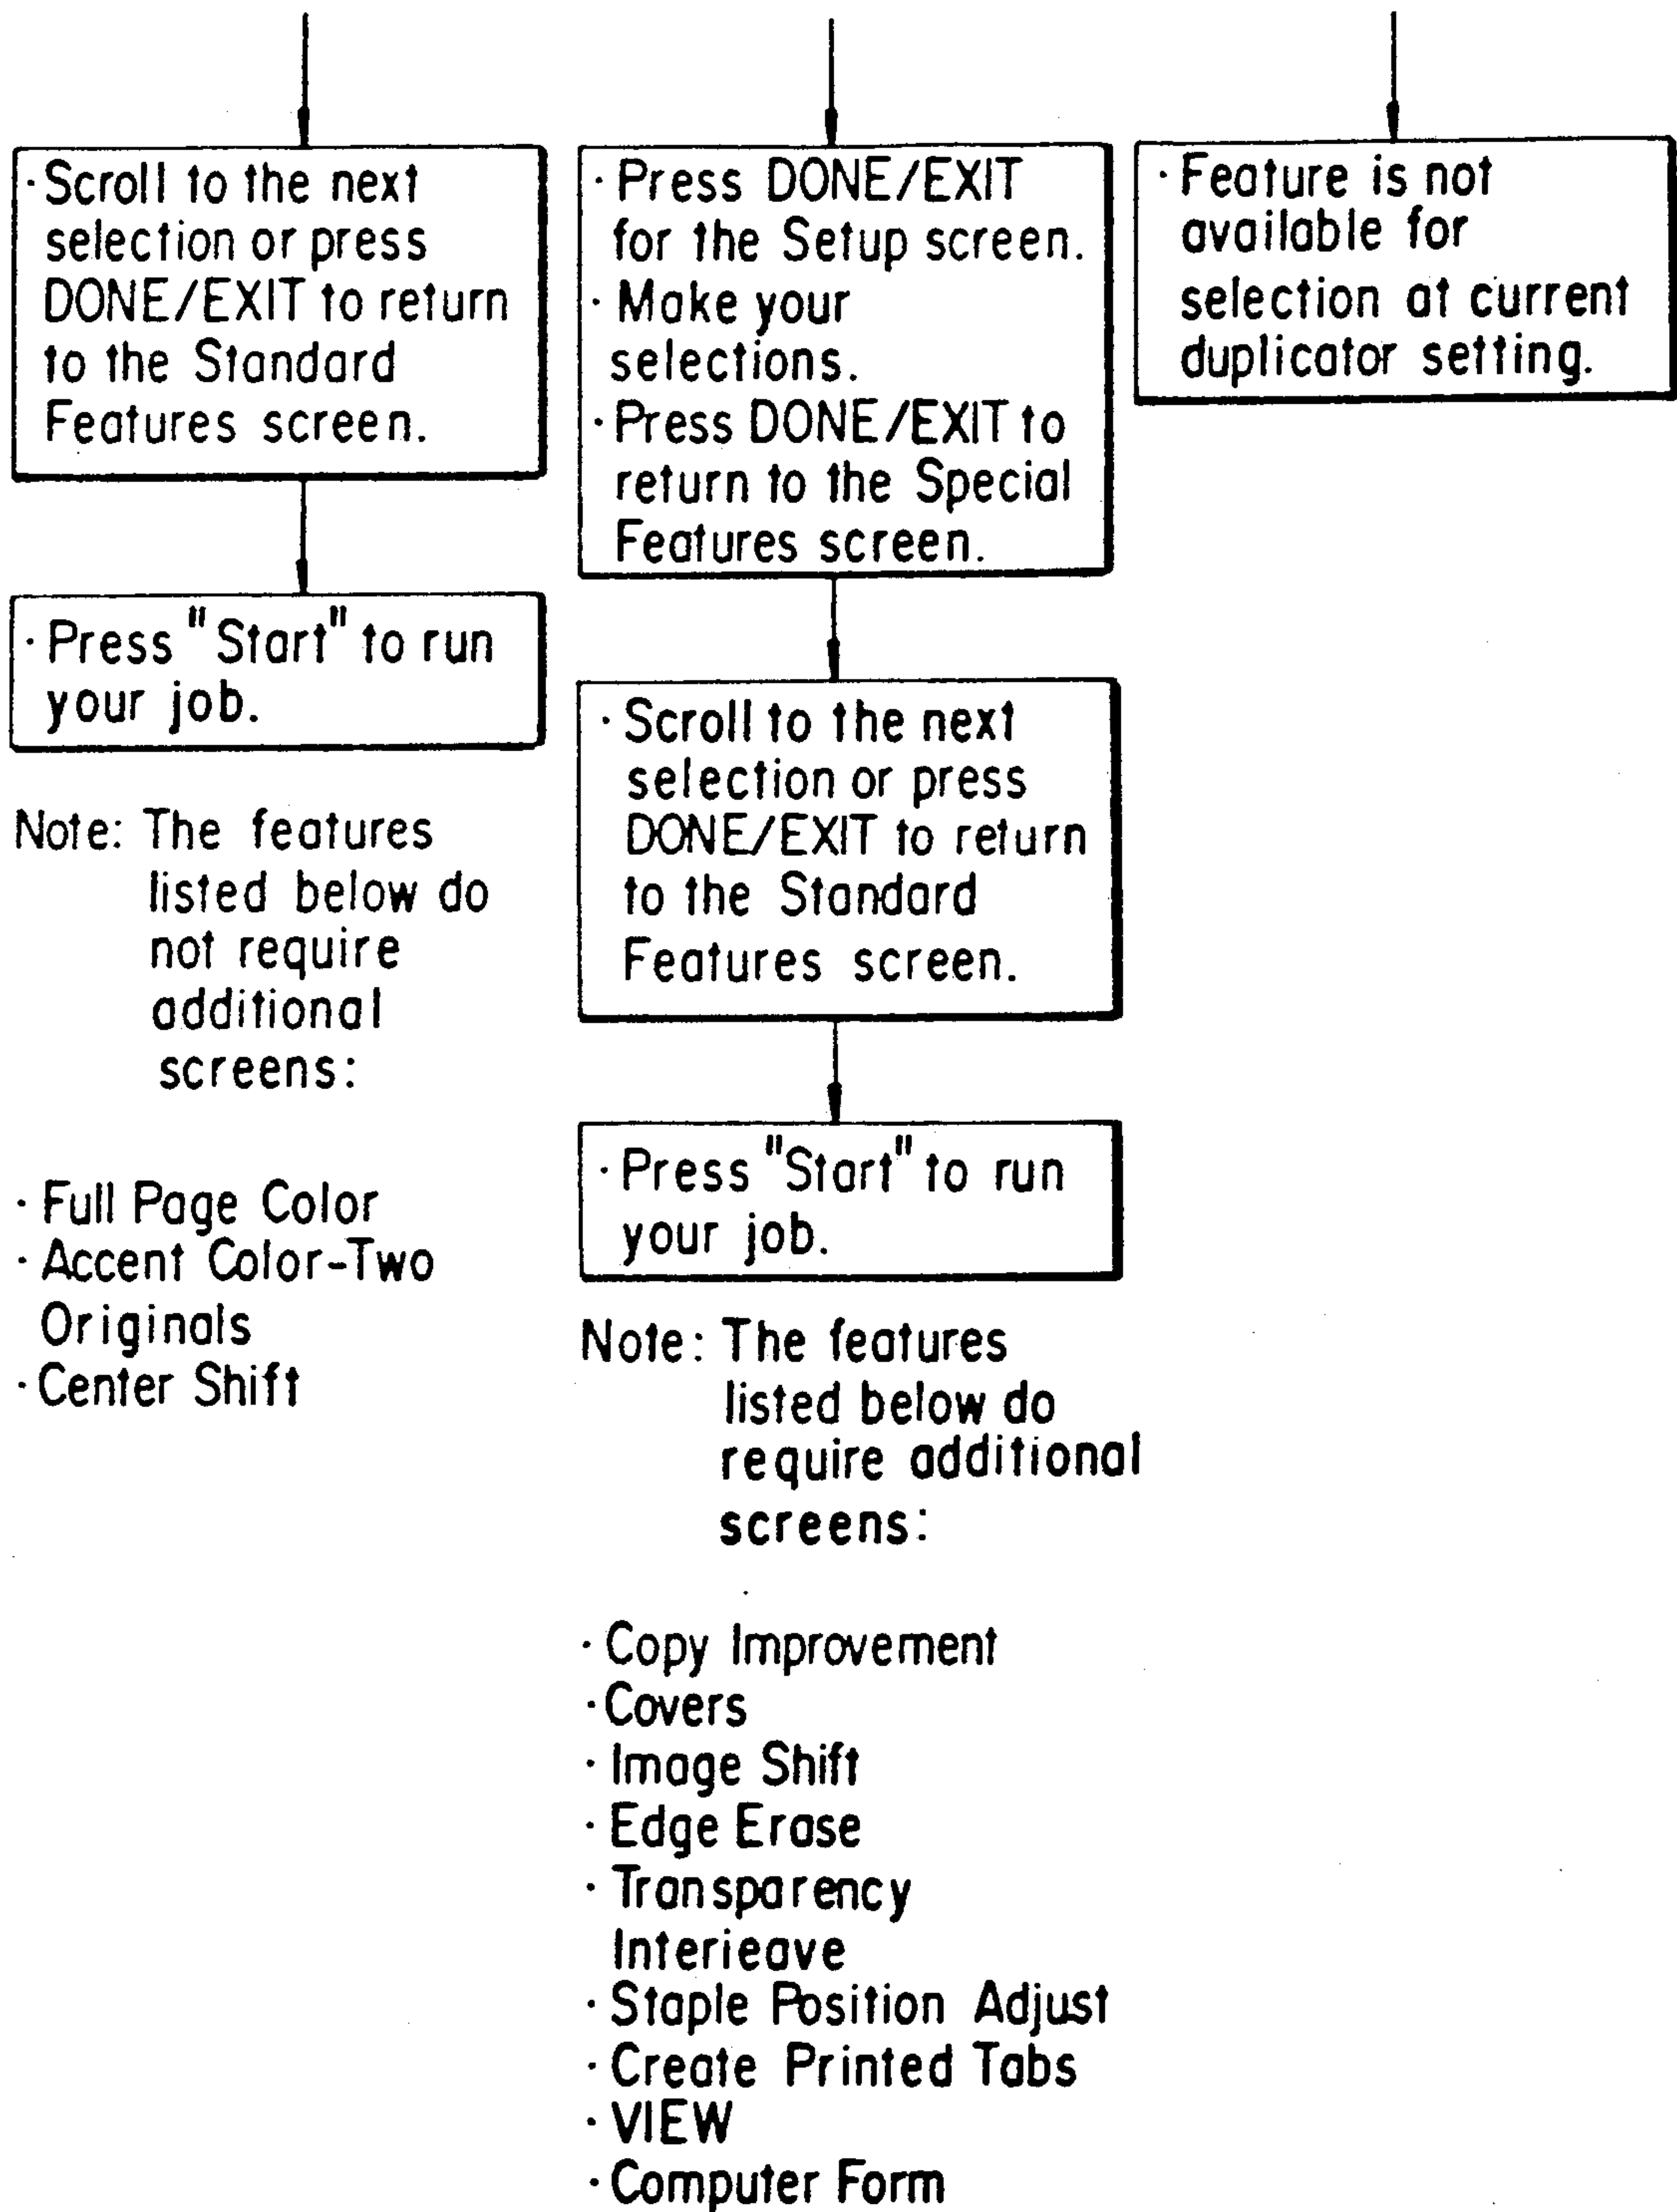 · Scroll to the next
selection or press
DONE/EXIT to return
to the Standard
Features screen.
· Press "Start" to run
your job.
Note: The features
listed below do
not require
additional
screens:
· Full Page Color
· Accent Color-Two
Originals
· Center Shift
· Press DONE/EXIT
for the Setup screen.
· Make your
selections.
· Press DONE/EXIT to
return to the Special
Features screen.
· Scroll to the next
selection or press
DONE/EXIT to return
to the Standard
Features screen.
· Press "Start" to run
your job.
Note: The features
listed below do
require additional
screens:
· Copy Improvement
· Covers
· Image Shift
· Edge Erase
· Transparency
Interieave
· Staple Position Adjust
· Create Printed Tabs
· VIEW
· Computer Form
· Feature is not
available for
selection at current
duplicator setting.